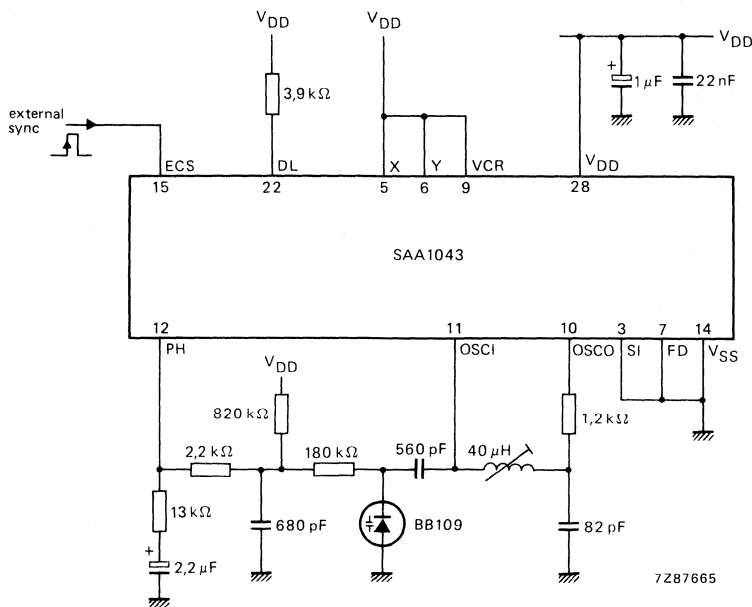 VDD
VDD
VDD
+
1 µF
22 nF
3,9 kΩ
external
sync
ECS
DL
X
Y
VCR
VDD
15
22
5
6
9
28
SAA1043
12
11
10
3
7
14
PH
OSCI
OSCO
SI
FD
VSS
VDD
820 kΩ
1,2 kΩ
2,2 kΩ
180 kΩ
560 pF
40 µH
13 kΩ
680 pF
BB109
82 pF
+
2,2 µF
7Z87665